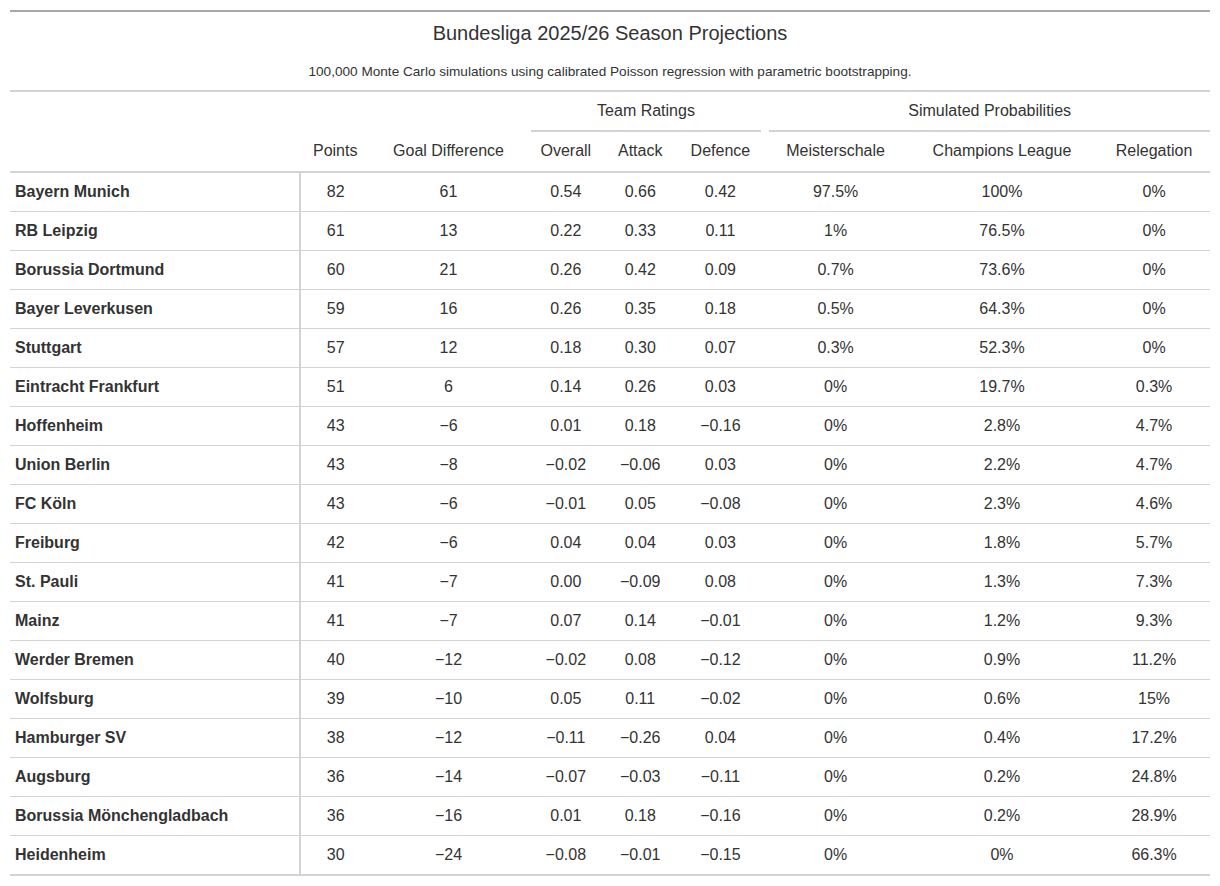 Bundesliga 2025/26 Season Projections
100,000 Monte Carlo simulations using calibrated Poisson regression with parametric bootstrapping.
Team Ratings Simulated Probabilities
Points Goal Difference Overall Attack Defence Meisterschale Champions League Relegation
Bayern Munich 82 61 0.54 0.66 0.42 97.5% 100% 0%
RB Leipzig 61 13 0.22 0.33 0.11 1% 76.5% 0%
Borussia Dortmund 60 21 0.26 0.42 0.09 0.7% 73.6% 0%
Bayer Leverkusen 59 16 0.26 0.35 0.18 0.5% 64.3% 0%
Stuttgart 57 12 0.18 0.30 0.07 0.3% 52.3% 0%
Eintracht Frankfurt 51 6 0.14 0.26 0.03 0% 19.7% 0.3%
Hoffenheim 43 −6 0.01 0.18 −0.16 0% 2.8% 4.7%
Union Berlin 43 −8 −0.02 −0.06 0.03 0% 2.2% 4.7%
FC Köln 43 −6 −0.01 0.05 −0.08 0% 2.3% 4.6%
Freiburg 42 −6 0.04 0.04 0.03 0% 1.8% 5.7%
St. Pauli 41 −7 0.00 −0.09 0.08 0% 1.3% 7.3%
Mainz 41 −7 0.07 0.14 −0.01 0% 1.2% 9.3%
Werder Bremen 40 −12 −0.02 0.08 −0.12 0% 0.9% 11.2%
Wolfsburg 39 −10 0.05 0.11 −0.02 0% 0.6% 15%
Hamburger SV 38 −12 −0.11 −0.26 0.04 0% 0.4% 17.2%
Augsburg 36 −14 −0.07 −0.03 −0.11 0% 0.2% 24.8%
Borussia Mönchengladbach 36 −16 0.01 0.18 −0.16 0% 0.2% 28.9%
Heidenheim 30 −24 −0.08 −0.01 −0.15 0% 0% 66.3%